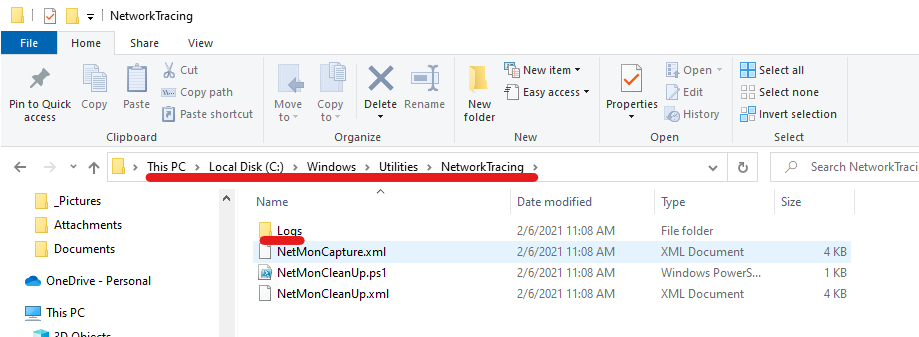 NetworkTracing
File Home Share View
Pin to Quick access
Copy
Paste
Cut
Copy path
Paste shortcut
Clipboard
Move to
Copy to
Delete
Rename
Organize
New folder
New item
Easy access
New
Properties
Open
Edit
History
Open
Select all
Select none
Invert selection
Select
This PC > Local Disk (C:) > Windows > Utilities > NetworkTracing >
Search NetworkTraci
_Pictures
Attachments
Documents
OneDrive - Personal
This PC
3D Objects
Name Date modified Type Size
Logs 2/6/2021 11:08 AM File folder
NetMonCapture.xml 2/6/2021 11:08 AM XML Document 4 KB
NetMonCleanUp.ps1 2/6/2021 11:08 AM Windows PowerS... 1 KB
NetMonCleanUp.xml 2/6/2021 11:08 AM XML Document 4 KB